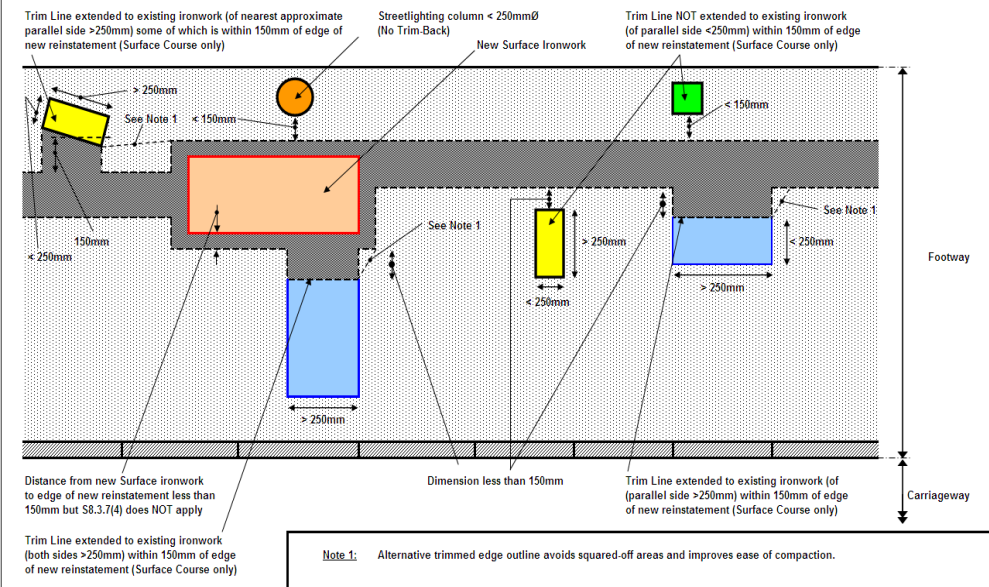 Trim Line extended to existing ironwork (of nearest approximate
parallel side >250mm) some of which is within 150mm of edge of
new reinstatement (Surface Course only)
Streetlighting column < 250mmØ
(No Trim-Back)
New Surface Ironwork
Trim Line NOT extended to existing ironwork
(of parallel side <250mm) within 150mm of edge
of new reinstatement (Surface Course only)
> 250mm
See Note 1
< 150mm
< 150mm
150mm
< 250mm
See Note 1
> 250mm
< 250mm
See Note 1
< 250mm
> 250mm
> 250mm
Footway
Distance from new Surface ironwork
to edge of new reinstatement less than
150mm but S8.3.7(4) does NOT apply
Dimension less than 150mm
Trim Line extended to existing ironwork (of
(parallel side >250mm) within 150mm of edge
of new reinstatement (Surface Course only)
Carriageway
Trim Line extended to existing ironwork
(both sides >250mm) within 150mm of edge
of new reinstatement (Surface Course only)
Note 1: Alternative trimmed edge outline avoids squared-off areas and improves ease of compaction.